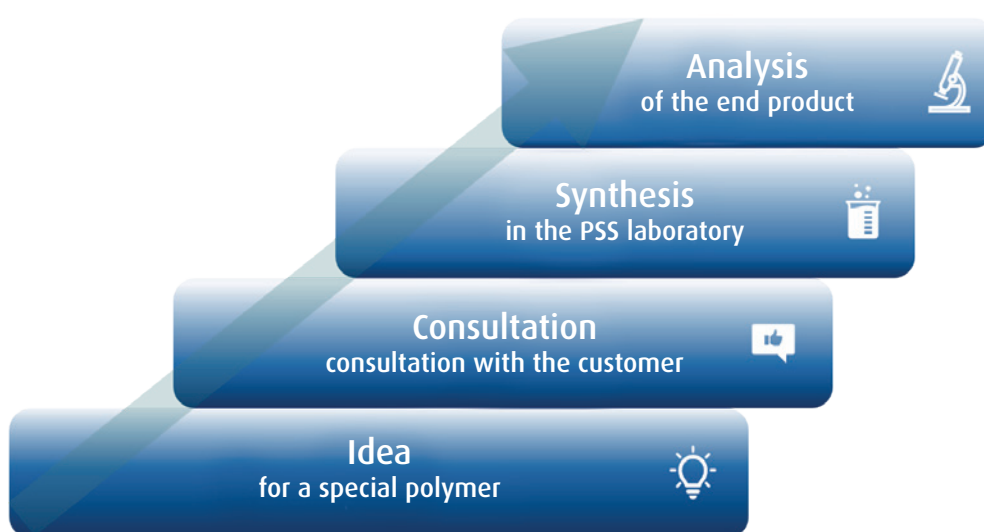 Analysis
of the end product
Synthesis
in the PSS laboratory
Consultation
consultation with the customer
Idea
for a special polymer